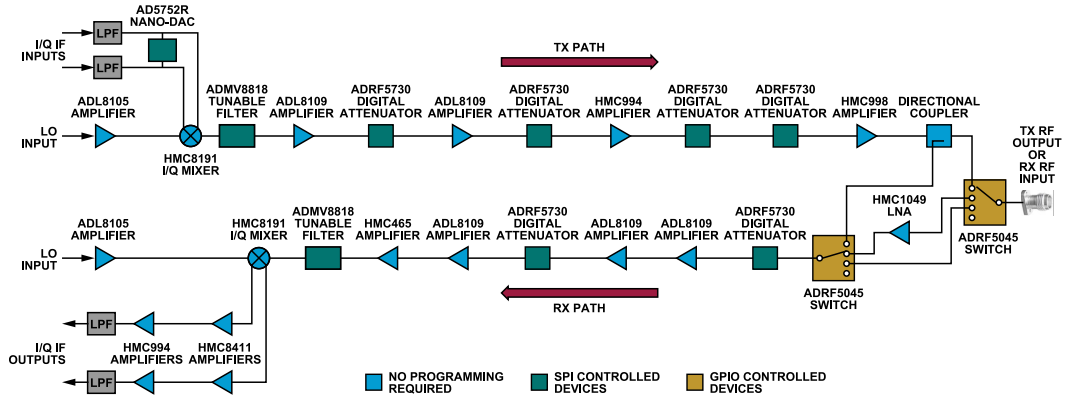 AD5752R
NANO-DAC
LPF
I/Q IF
INPUTS
LPF
TX PATH
ADL8105
AMPLIFIER
ADMV8818
TUNABLE
FILTER
ADL8109
AMPLIFIER
ADRF5730
DIGITAL
ATTENUATOR
ADL8109
AMPLIFIER
ADRF5730
DIGITAL
ATTENUATOR
HMC994
AMPLIFIER
ADRF5730
DIGITAL
ATTENUATOR
ADRF5730
DIGITAL
ATTENUATOR
HMC998
AMPLIFIER
DIRECTIONAL
COUPLER
LO
INPUT
HMC8191
I/Q MIXER
TX RF
OUTPUT
OR
RX RF
INPUT
HMC1049
LNA
ADRF5045
SWITCH
ADL8105
AMPLIFIER
HMC8191
I/Q MIXER
ADMV8818
TUNABLE
FILTER
HMC465
AMPLIFIER
ADL8109
AMPLIFIER
ADRF5730
DIGITAL
ATTENUATOR
ADL8109
AMPLIFIER
ADL8109
AMPLIFIER
ADRF5730
DIGITAL
ATTENUATOR
LO
INPUT
ADRF5045
SWITCH
RX PATH
LPF
I/Q IF
OUTPUTS
HMC994
AMPLIFIERS
HMC8411
AMPLIFIERS
LPF
NO PROGRAMMING
REQUIRED
SPI CONTROLLED
DEVICES
GPIO CONTROLLED
DEVICES